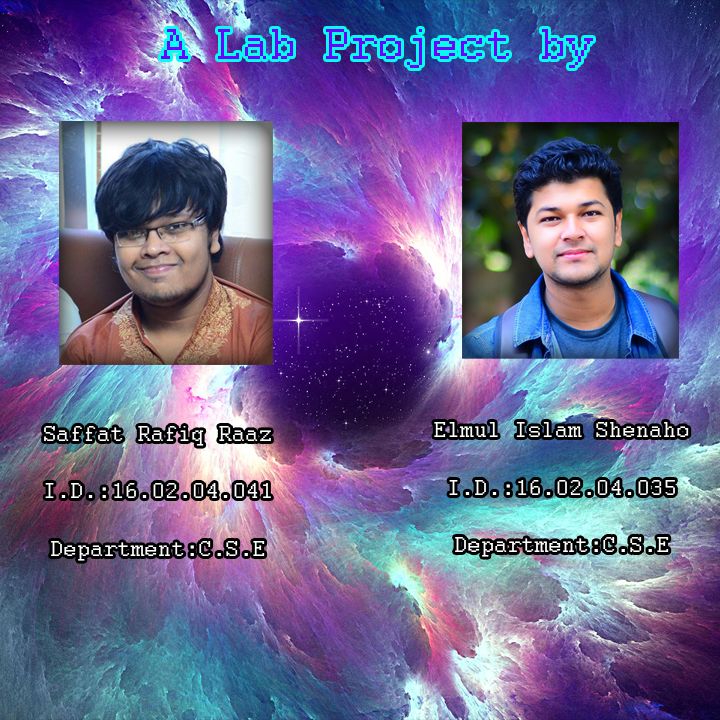 A Lab Project by
Saffat Rafiq Raaz
I.D.:16.02.04.041
Department:C.S.E
Elmul Islam Shenaho
I.D.:16.02.04.035
Department:C.S.E